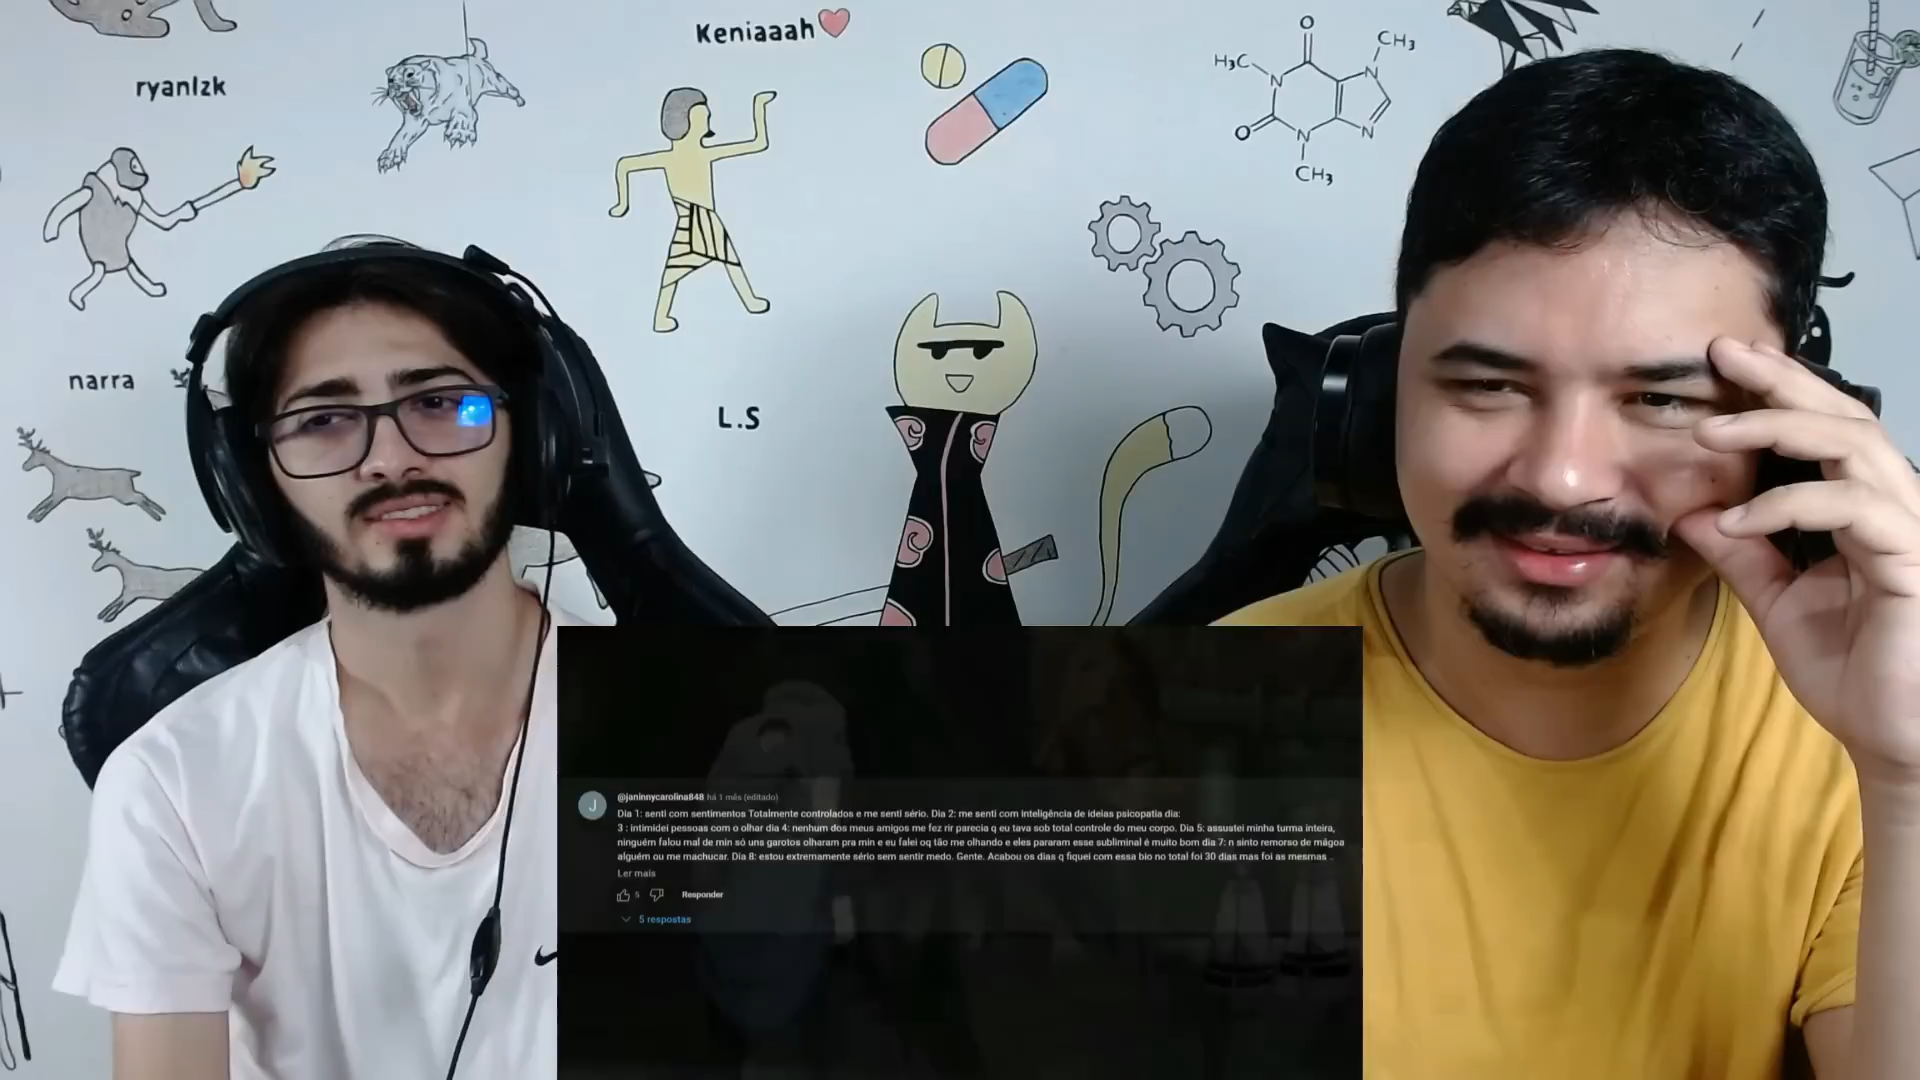 Keniaaah
ryanlzk
narra
L.S
O
CH₃
H₃C
N
N
O
N
N
CH₃
J
@janinnycarolina848 há 1 mês (editado)
Dia 1: senti com sentimentos Totalmente controlados e me senti sério. Dia 2: me senti com inteligência de ideias psicopatia dia:
3 : intimidei pessoas com o olhar dia 4: nenhum dos meus amigos me fez rir parecia q eu tava sob total controle do meu corpo. Dia 5: assustei minha turma inteira,
ninguém falou mal de min só uns garotos olharam pra min e eu falei oq tão me olhando e eles pararam esse subliminal é muito bom dia 7: n sinto remorso de mágoa
alguém ou me machucar. Dia 8: estou extremamente sério sem sentir medo. Gente. Acabou os dias q fiquei com essa bio no total foi 30 dias mas foi as mesmas ..
Ler mais
5 Responder
5 respostas